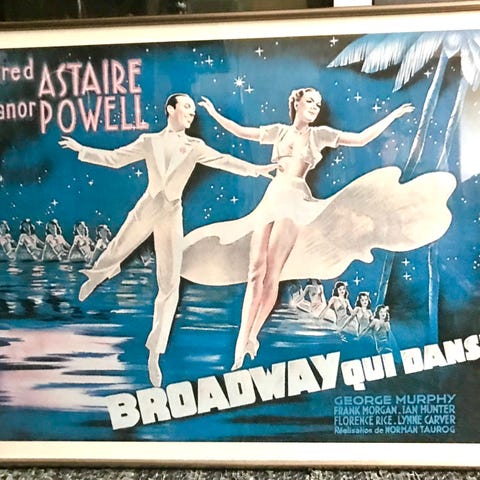 red ASTAIRE
anor POWELL
BROADWAY QUI DANS
GEORGE MURPHY
FRANK MORGAN, IAN HUNTER
FLORENCE RICE, LYNNE CARVER
Réalisation de NORMAN TAUROG